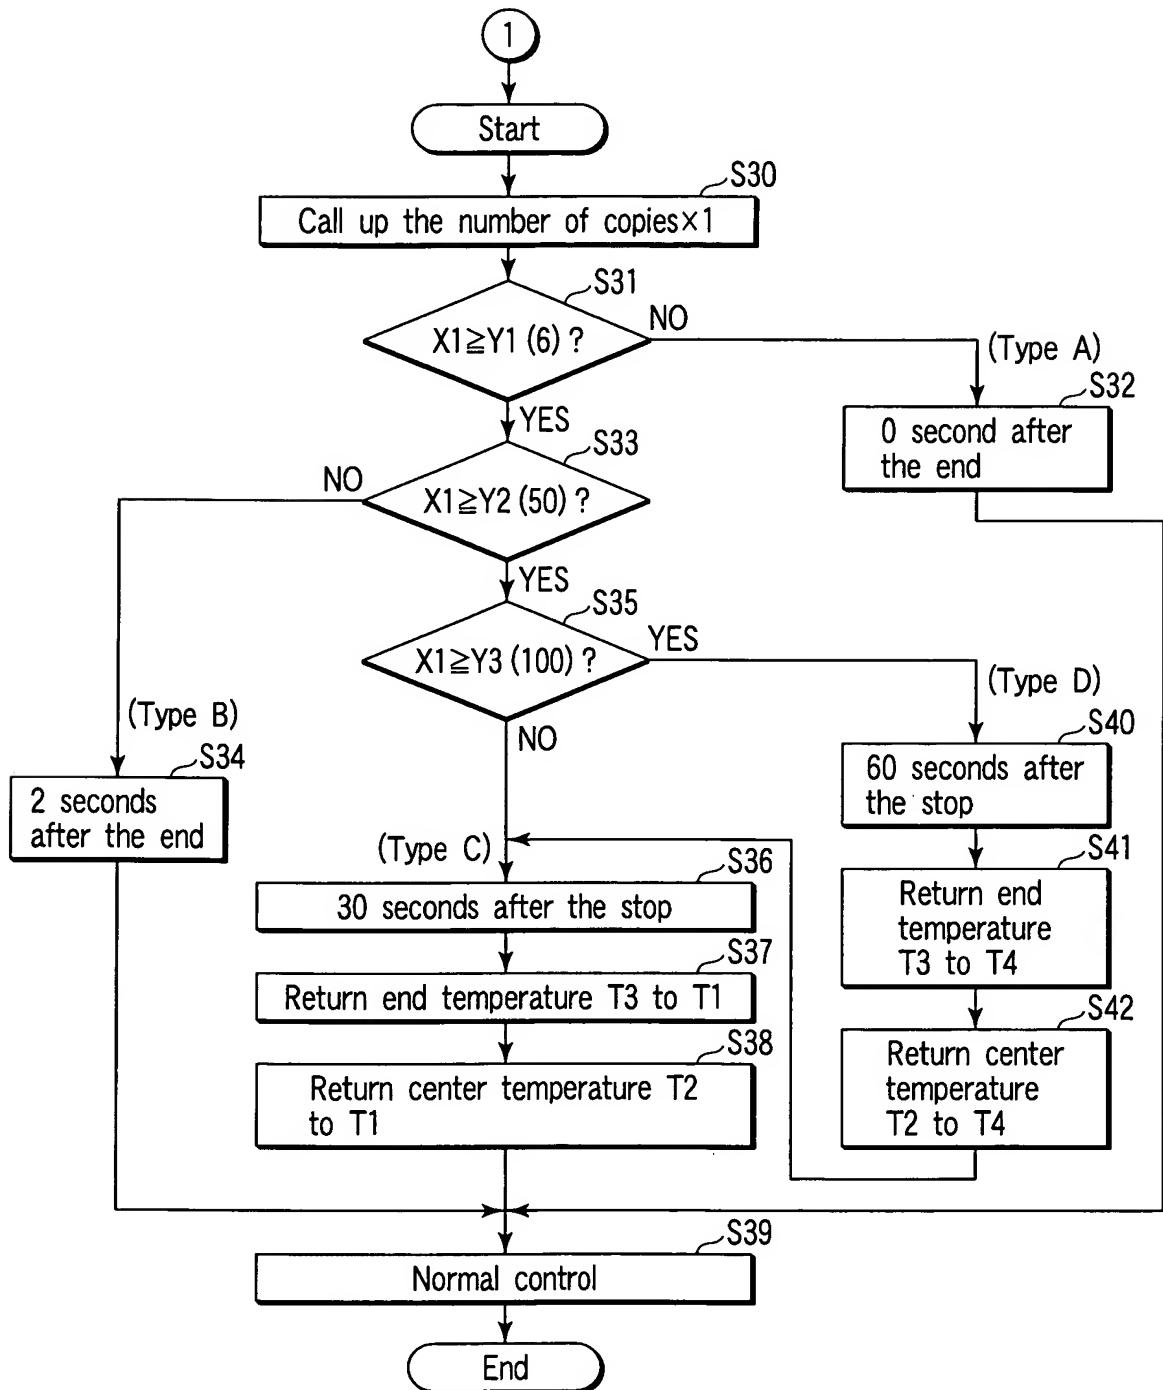 1
Start
S30
Call up the number of copies×1
S31
X1≧Y1 (6) ?
NO
(Type A)
S32
0 second after
the end
YES
S33
NO
X1≧Y2 (50) ?
YES
S35
X1≧Y3 (100) ?
YES
(Type D)
S40
60 seconds after
the stop
NO
(Type B)
S34
2 seconds
after the end
(Type C)
S36
30 seconds after the stop
S41
Return end
temperature
T3 to T4
S37
Return end temperature T3 to T1
S42
Return center
temperature
T2 to T4
S38
Return center temperature T2
to T1
S39
Normal control
End